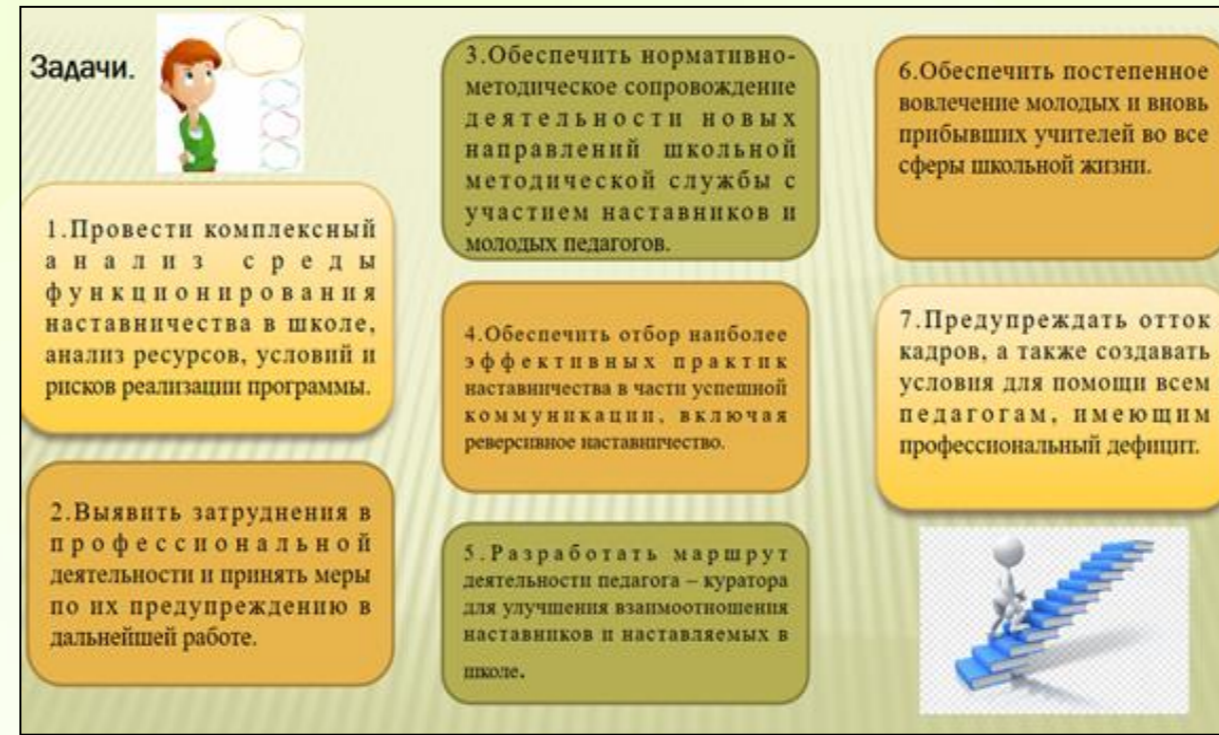 Задачи.
1.Провести комплексный
анализ среды
функционирования
наставничества в школе,
анализ ресурсов, условий и
рисков реализации программы.
2.Выявить затруднения в
профессиональной
деятельности и принять меры
по их предупреждению в
дальнейшей работе.
3.Обеспечить нормативно-
методическое сопровождение
деятельности новых
направлений школьной
методической службы с
участием наставников и
молодых педагогов.
4.Обеспечить отбор наиболее
эффективных практик
наставничества в части успешной
коммуникации, включая
реверсивное наставничество.
5.Разработать маршрут
деятельности педагога – куратора
для улучшения взаимоотношения
наставников и наставляемых в
школе.
6.Обеспечить постепенное
вовлечение молодых и вновь
прибывших учителей во все
сферы школьной жизни.
7.Предупреждать отток
кадров, а также создавать
условия для помощи всем
педагогам, имеющим
профессиональный дефицит.